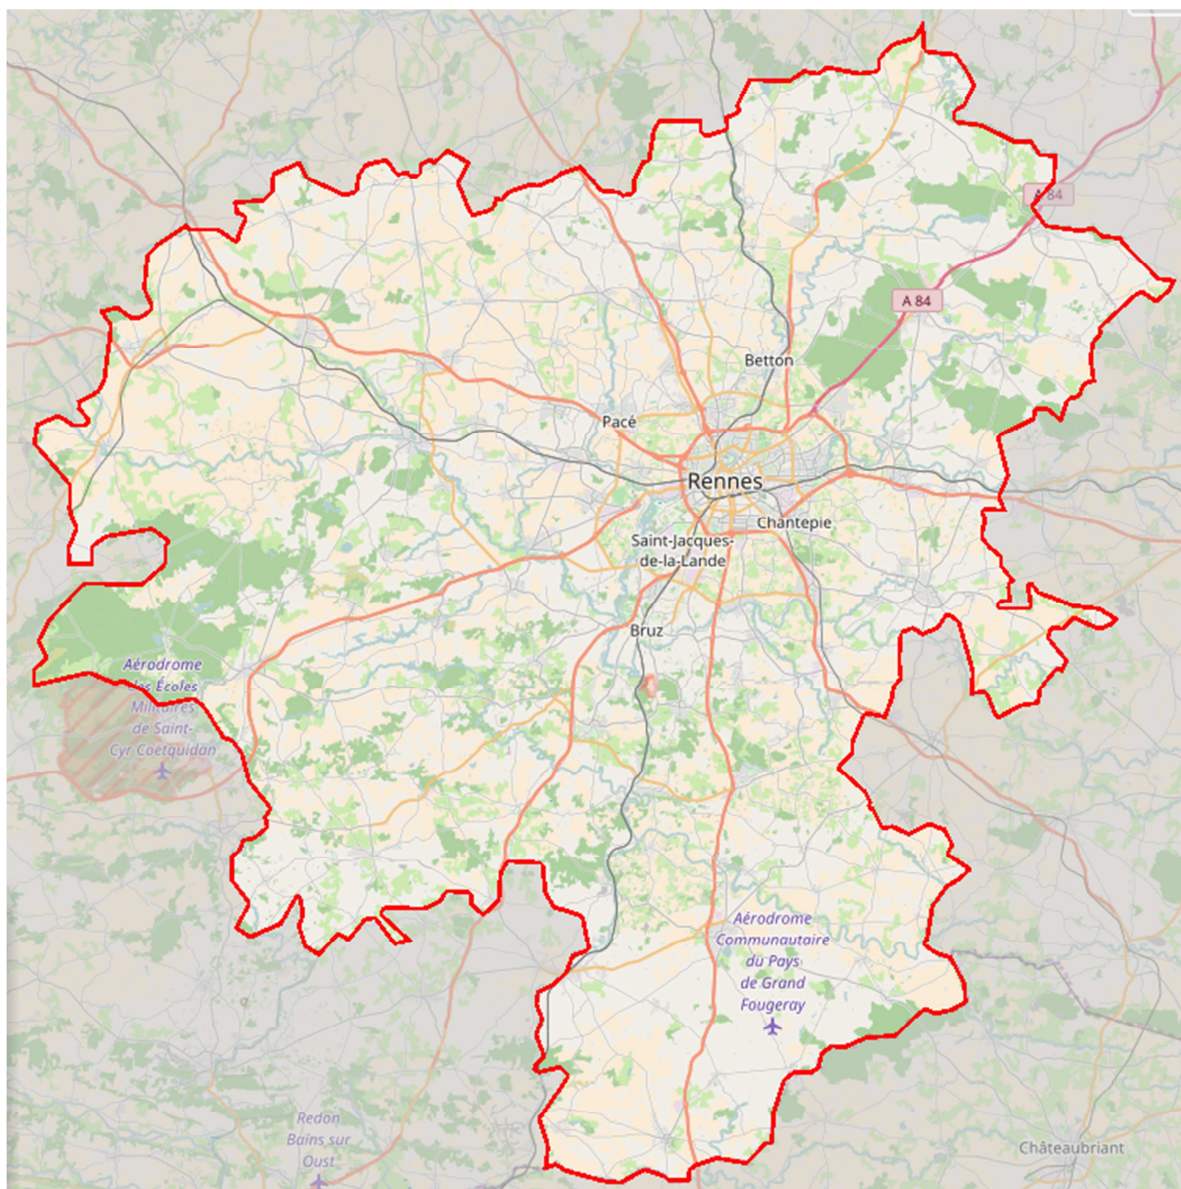 A 84
A 84
Betton
Pacé
Rennes
Chantepie
Saint-Jacques-
de-la-Lande
Bruz
Aérodrome
des Écoles
Militaires
de Saint-
Cyr Coëtquidan
Aérodrome
Communautaire
du Pays
de Grand
Fougeray
Redon
Bains sur
Oust
Châteaubriant